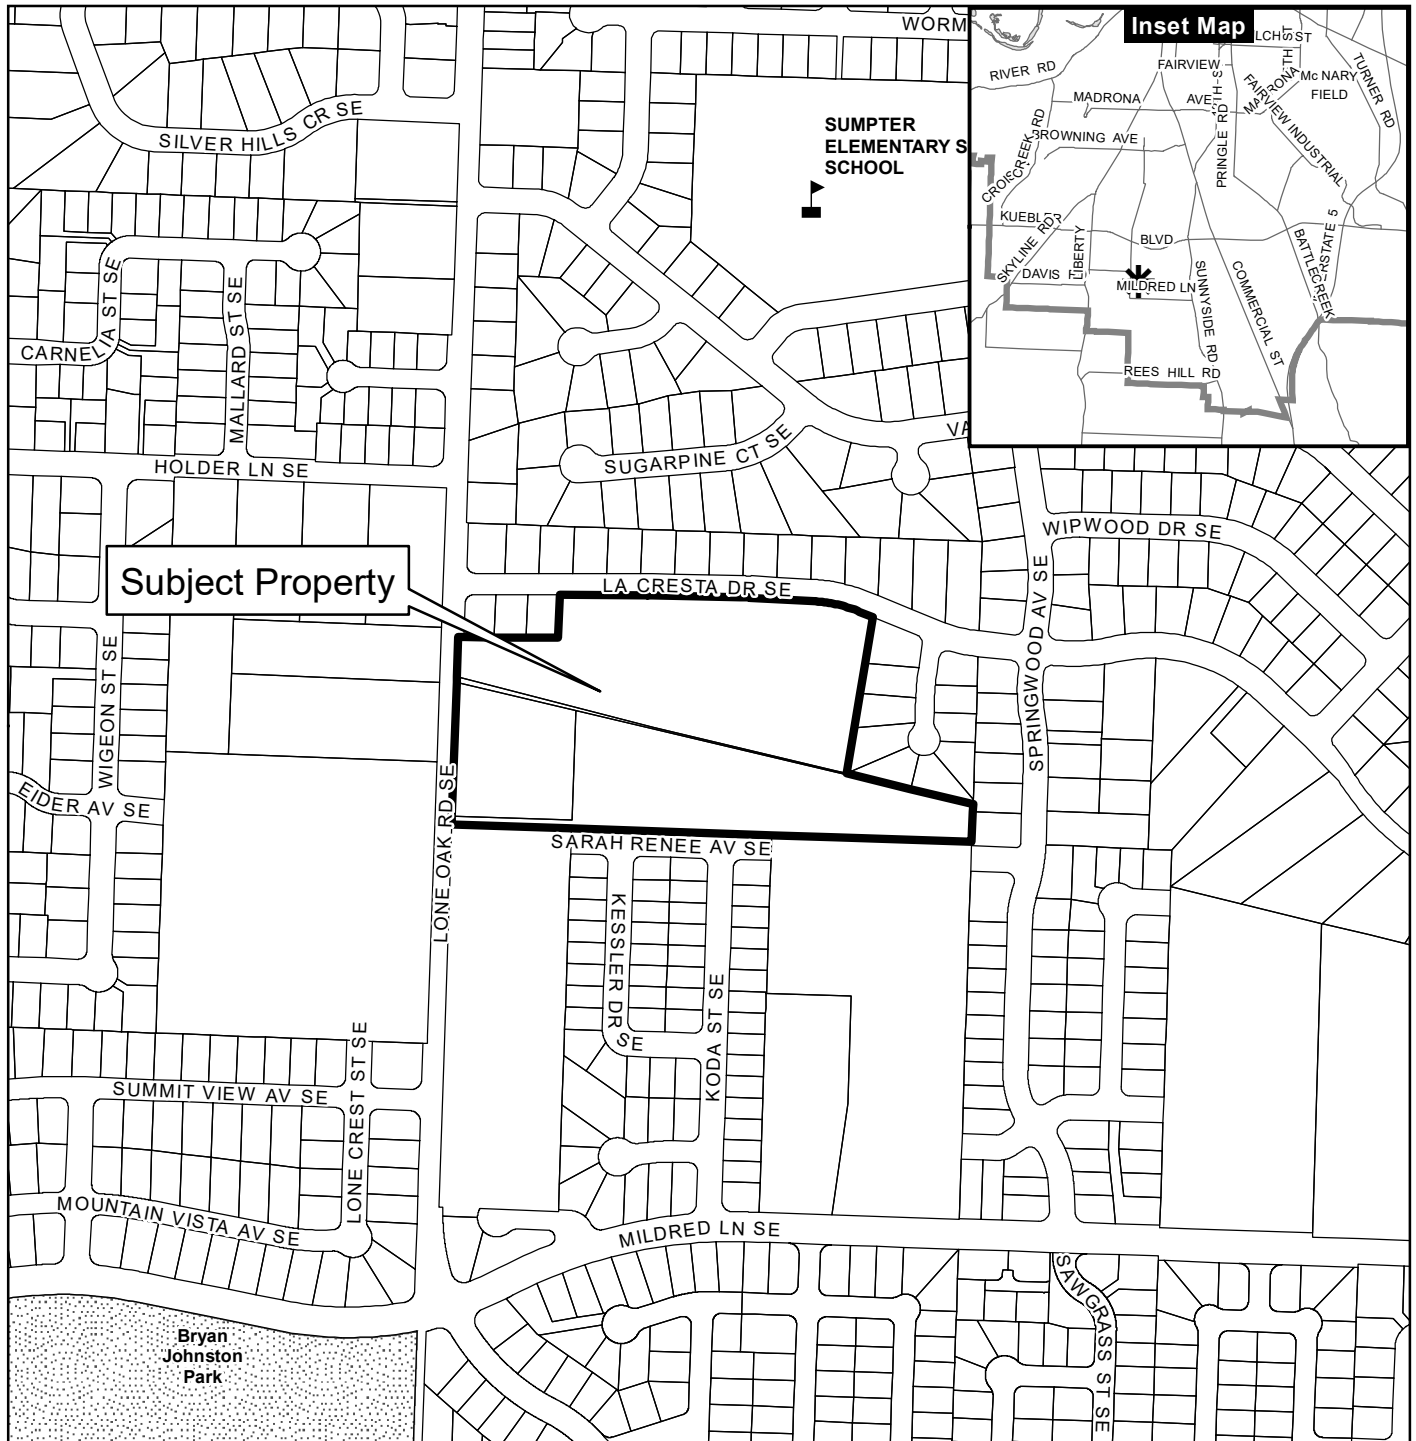 WORM
Inset Map
LCH ST
TH ST
FAIRVIEW
RIVER RD
McNARY
FIELD
TURNER RD
MADRONA
AVE
MADRONA
FAIRVIEW INDUSTRIAL
BROWNING AVE
PRINGLE RD
CREEK RD
KUEBLER
BLVD
SKYLINE RD
LIBERTY
DAVIS
MILDRED LN
SUNNYSIDE RD
COMMERCIAL ST
BATTLECREEK
ERSTATE 5
REES HILL RD
SILVER HILLS CR SE
SUMPTER
ELEMENTARY S
SCHOOL
CARNELIA ST SE
MALLARD ST SE
HOLDER LN SE
SUGARPINE CT SE
VA
WIPWOOD DR SE
Subject Property
LA CRESTA DR SE
SPRINGWOOD AV SE
WIGEON ST SE
EIDER AV SE
LONE OAK RD SE
SARAH RENEE AV SE
KESSLER DR SE
KODA ST SE
SUMMIT VIEW AV SE
LONE CREST ST SE
MOUNTAIN VISTA AV SE
MILDRED LN SE
SAWGRASS ST SE
Bryan
Johnston
Park